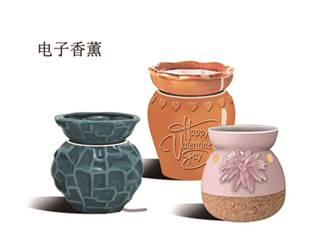 电子香薰
Happy
Valentine
Day